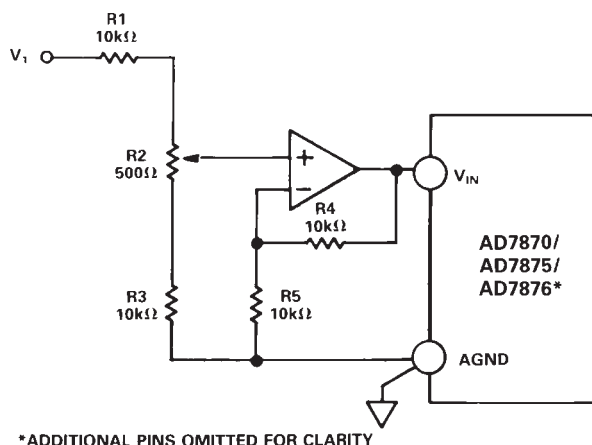 R1
10kΩ
V₁
R2
500Ω
+
−
R4
10kΩ
VIN
AD7870/
AD7875/
AD7876*
R3
10kΩ
R5
10kΩ
AGND
*ADDITIONAL PINS OMITTED FOR CLARITY